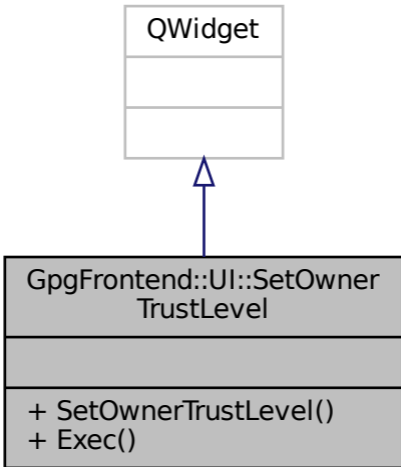 QWidget
GpgFrontend::UI::SetOwner
TrustLevel
+ SetOwnerTrustLevel()
+ Exec()